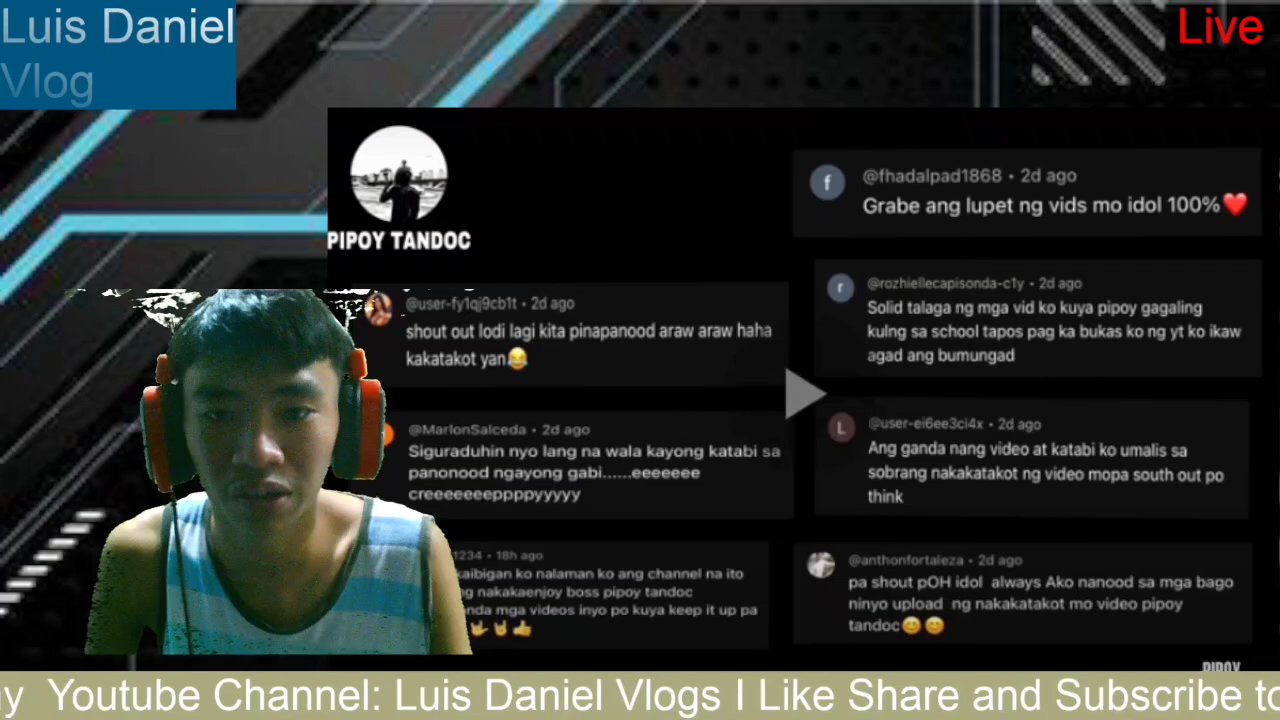 Luis Daniel
Vlog
Live
PIPOY TANDOC
f
@fhadalpad1868 • 2d ago
Grabe ang lupet ng vids mo idol 100%❤️
@user-fy1qj9cb1t • 2d ago
shout out lodi lagi kita pinapanood araw araw haha
kakatakot yan😂
r
@rozhiellecapisonda-c1y • 2d ago
Solid talaga ng mga vid ko kuya pipoy gagaling
kulng sa school tapos pag ka bukas ko ng yt ko ikaw
agad ang bumungad
@MarlonSalceda • 2d ago
Siguraduhin nyo lang na wala kayong katabi sa
panonood ngayong gabi......eeeeeee
creeeeeeeppppyyyyy
L
@user-ei6ee3ci4x • 2d ago
Ang ganda nang video at katabi ko umalis sa
sobrang nakakatakot ng video mopa south out po
think
1234 • 18h ago
kaibigan ko nalaman ko ang channel na ito
ng nakakaenjoy boss pipoy tandoc
nda mga videos inyo po kuya keep it up pa
🤟🤘👍
@anthonfortaleza • 2d ago
pa shout pOH idol always Ako nanood sa mga bago
ninyo upload ng nakakatakot mo video pipoy
tandoc😊😊
PIPOY
y Youtube Channel: Luis Daniel Vlogs I Like Share and Subscribe to